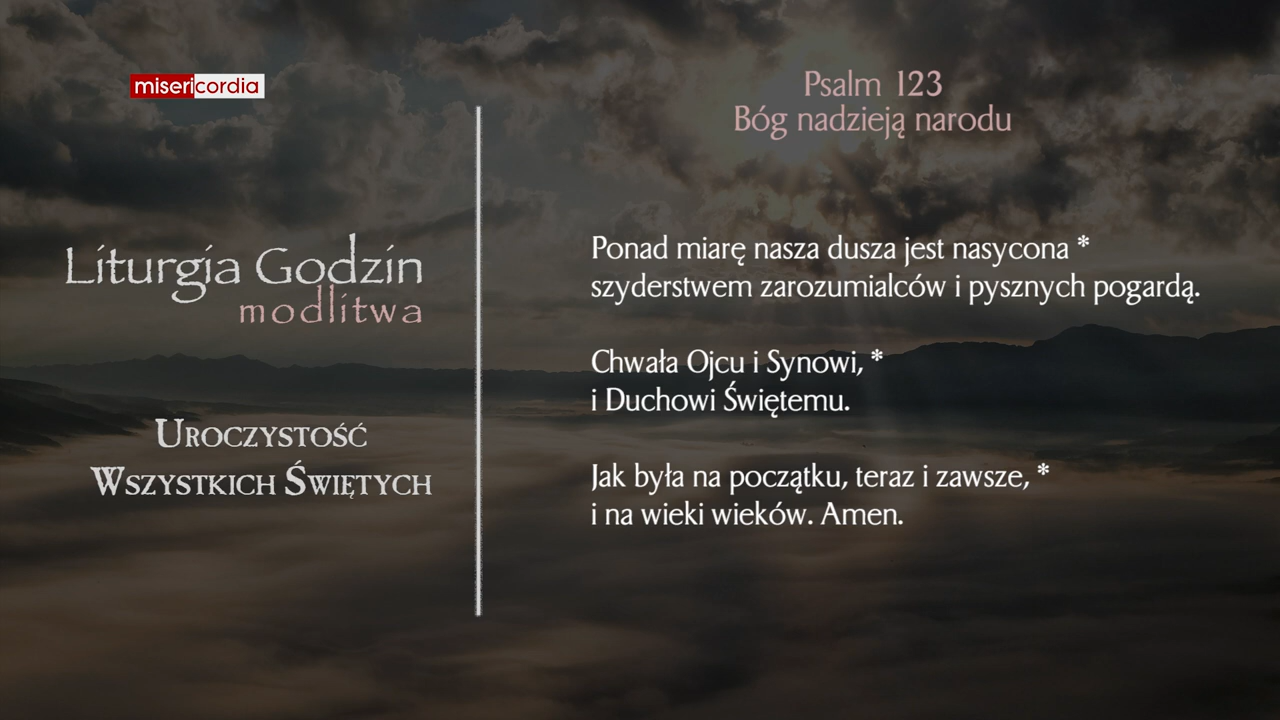 misericordia
Liturgia Godzin
modlitwa
Uroczystość
Wszystkich Świętych
Psalm 123
Bóg nadzieją narodu
Ponad miarę nasza dusza jest nasycona *
szyderstwem zarozumialców i pysznych pogardą.
Chwała Ojcu i Synowi, *
i Duchowi Świętemu.
Jak była na początku, teraz i zawsze, *
i na wieki wieków. Amen.